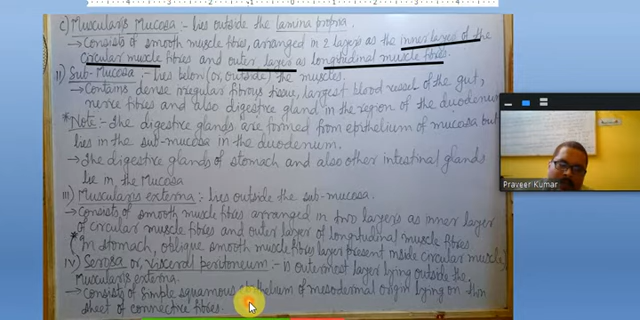 c) Muscularis Mucosa :- lies outside the lamina propria.
→ Consists of smooth muscle fibres, arranged in 2 layers as the inner layer of the
circular muscle fibres and outer layer as longitudinal muscle fibres.
ii) Sub-Mucosa :- lies below (or, outside) the muscles.
→ Contains dense irregular fibrous tissue, largest blood vessel of the gut,
nerve fibres and also digestive gland in the region of the duodenum
* Note :- The digestive glands are formed from epithelium of mucosa but
lies in the sub-mucosa in the duodenum.
→ The digestive glands of stomach and also other intestinal glands
lie in the Mucosa
iii) Muscularis externa :- lies outside the sub-mucosa.
→ Consists of smooth muscle fibres arranged in two layers as inner layer
of circular muscle fibres and outer layer of longitudinal muscle fibres.
* (In stomach, oblique smooth muscle fibres layer present inside circular muscle)
iv) Serosa or, visceral peritoneum :- is outermost layer lying outside the
Muscularis externa.
→ Consists of simple squamous epithelium of mesodermal origin lying on thin
sheet of connective fibres.
Praveer Kumar